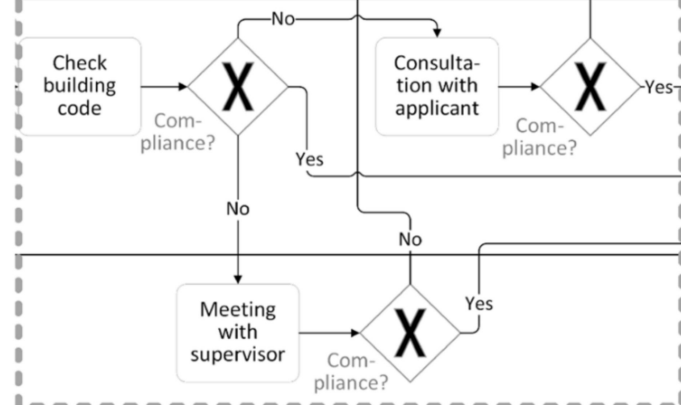 No
Check
building
code
X
Com-
pliance?
Consulta-
tion with
applicant
X
Com-
pliance?
Yes
Yes
No
No
Meeting
with
supervisor
X
Com-
pliance?
Yes